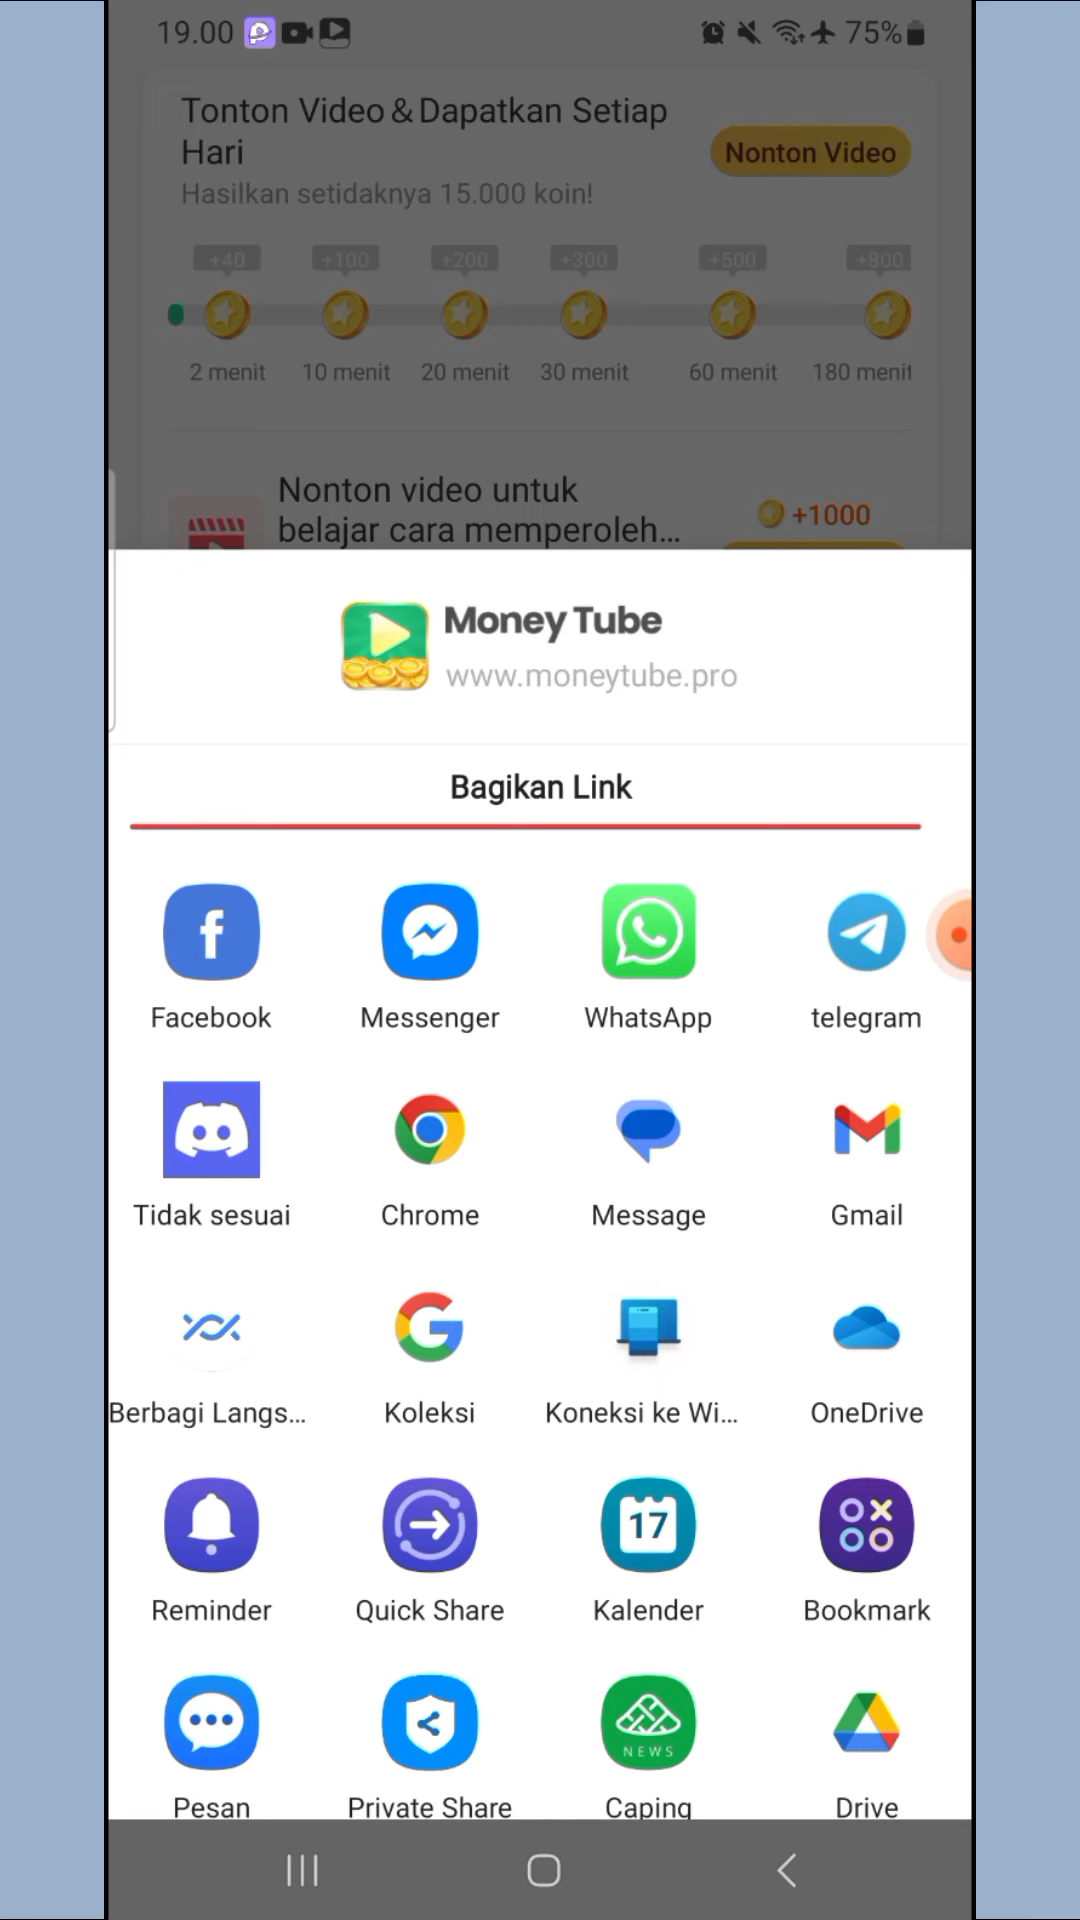 19.00
75%
Tonton Video & Dapatkan Setiap
Hari
Nonton Video
Hasilkan setidaknya 15.000 koin!
+40 +100 +200 +300 +500 +800
2 menit 10 menit 20 menit 30 menit 60 menit 180 menit
Nonton video untuk
belajar cara memperoleh...
+1000
Money Tube
www.moneytube.pro
Bagikan Link
Facebook Messenger WhatsApp telegram
Tidak sesuai Chrome Message Gmail
Berbagi Langs... Koleksi Koneksi ke Wi... OneDrive
17
Reminder Quick Share Kalender Bookmark
NEWS
Pesan Private Share Caping Drive